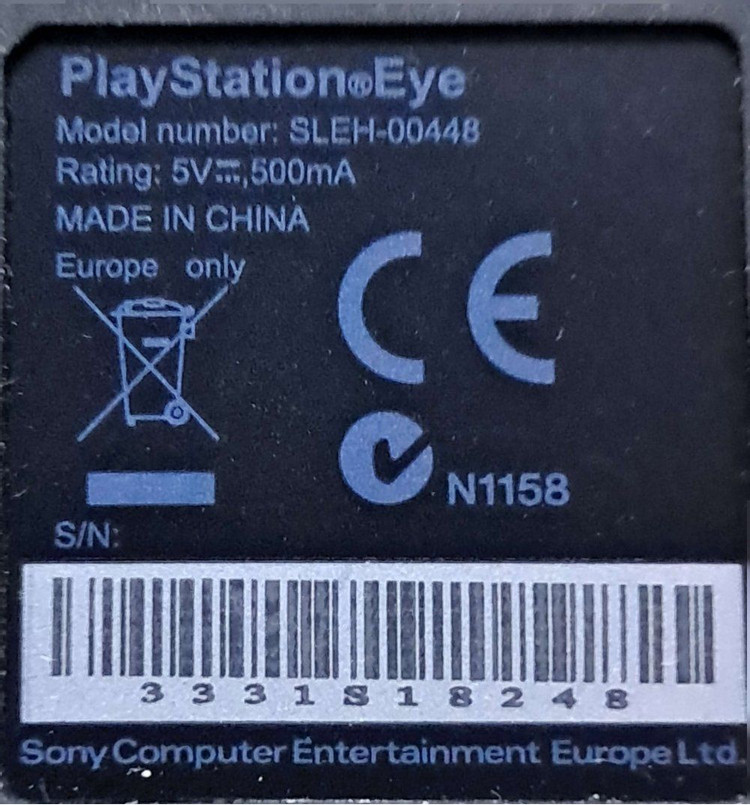 PlayStation®Eye
Model number: SLEH-00448
Rating: 5V⎓,500mA
MADE IN CHINA
Europe only
CE
N1158
S/N:
3331S18248
Sony Computer Entertainment Europe Ltd.